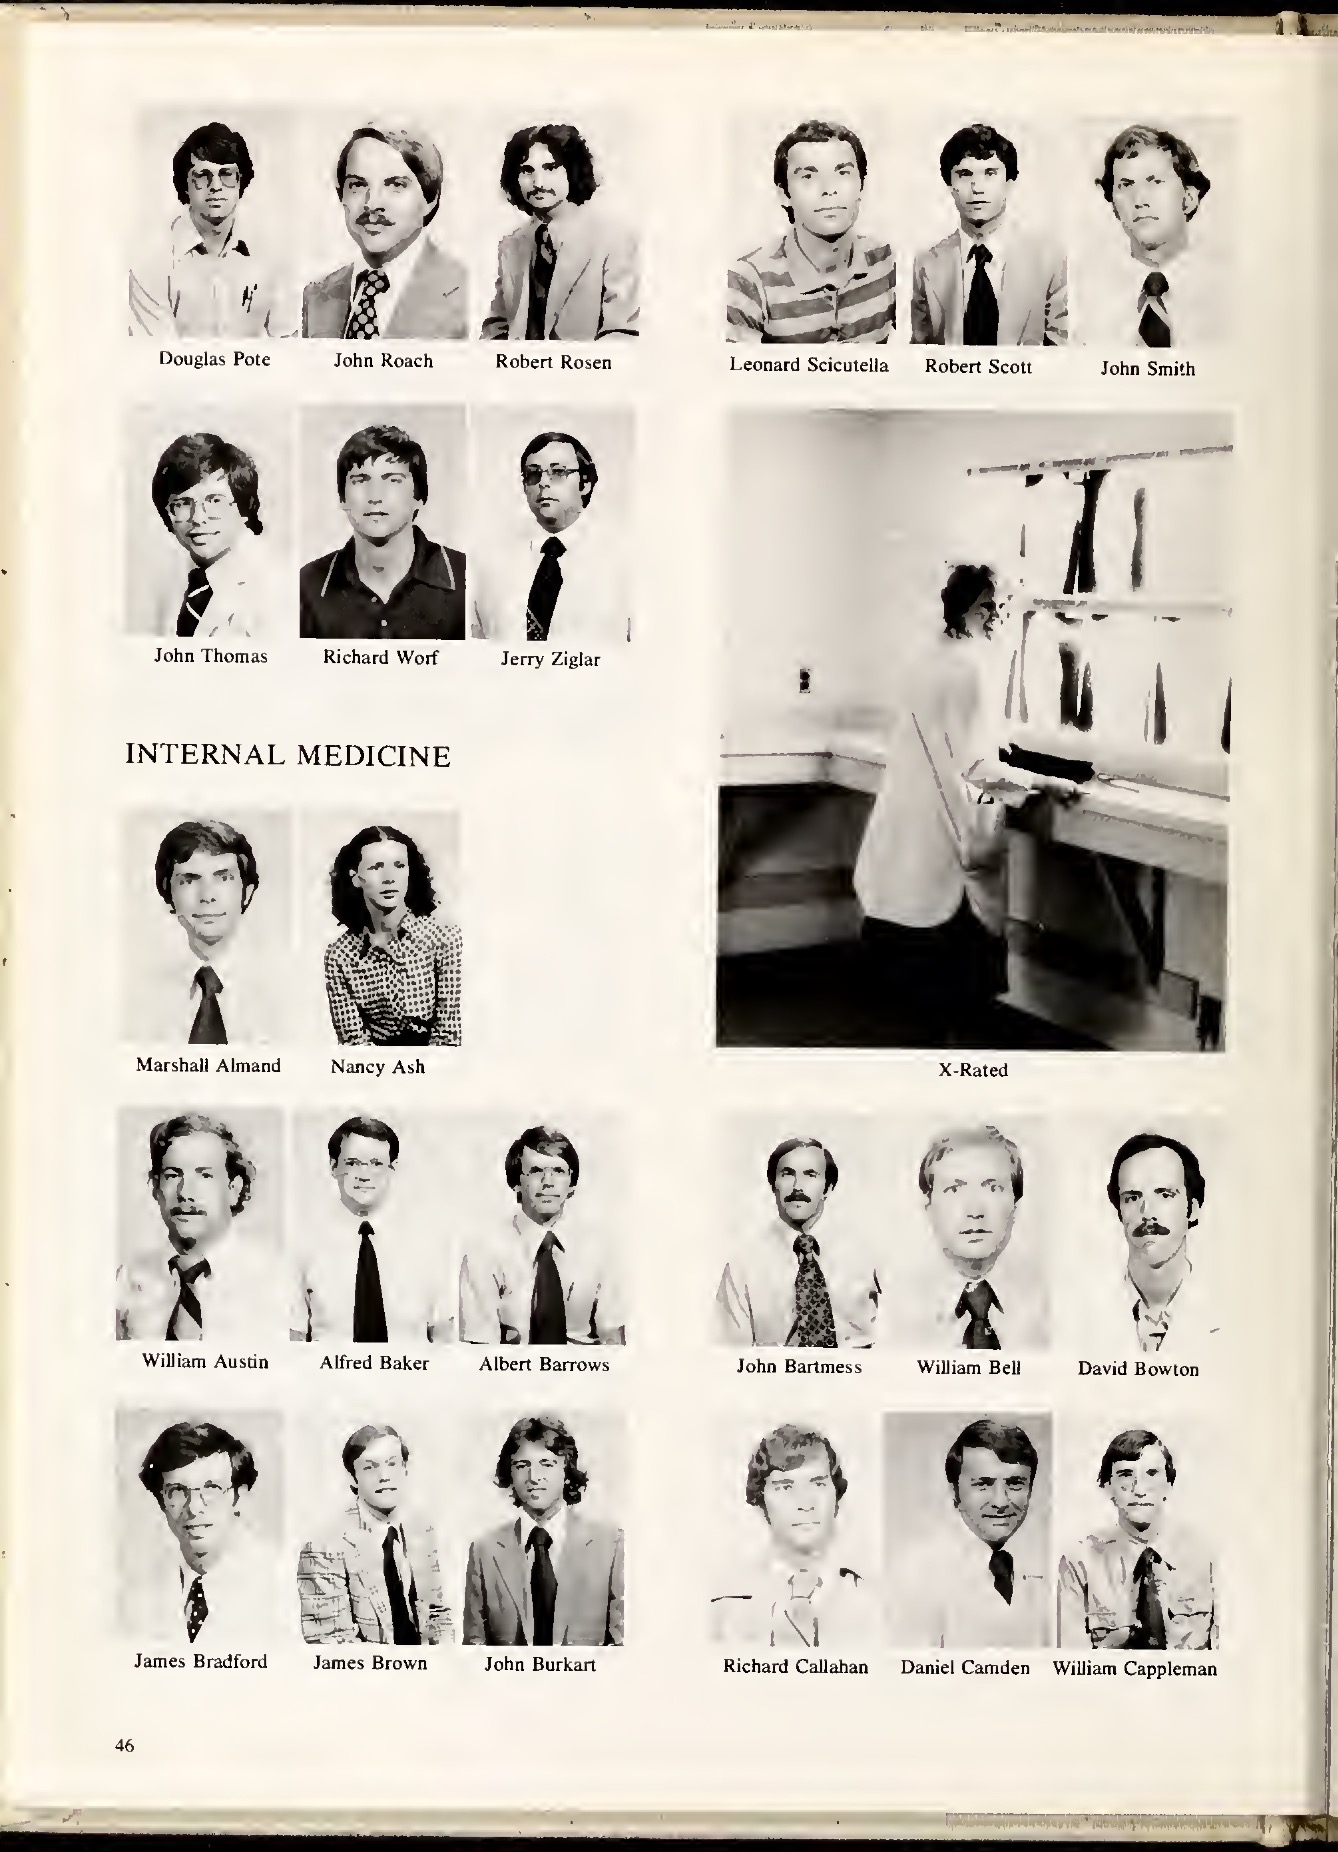 Douglas Pote John Roach Robert Rosen
Leonard Scicutella Robert Scott John Smith
John Thomas Richard Worf Jerry Ziglar
INTERNAL MEDICINE
Marshall Almand Nancy Ash
X-Rated
William Austin Alfred Baker Albert Barrows
John Bartmess William Bell David Bowton
James Bradford James Brown John Burkart
Richard Callahan Daniel Camden William Cappleman
46